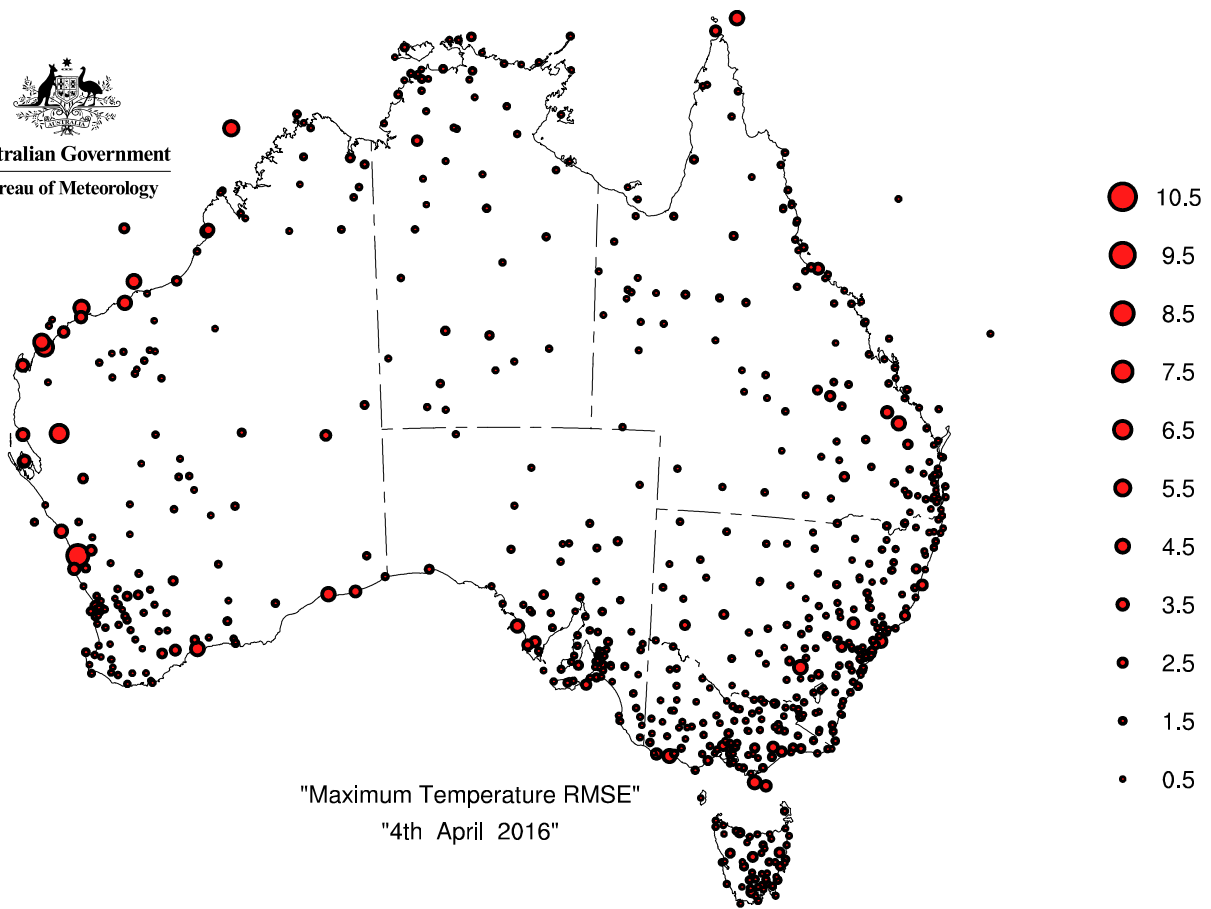 AUSTRALIA
tralian Government
reau of Meteorology
10.5
9.5
8.5
7.5
6.5
5.5
4.5
3.5
2.5
1.5
0.5
"Maximum Temperature RMSE"
"4th April 2016"